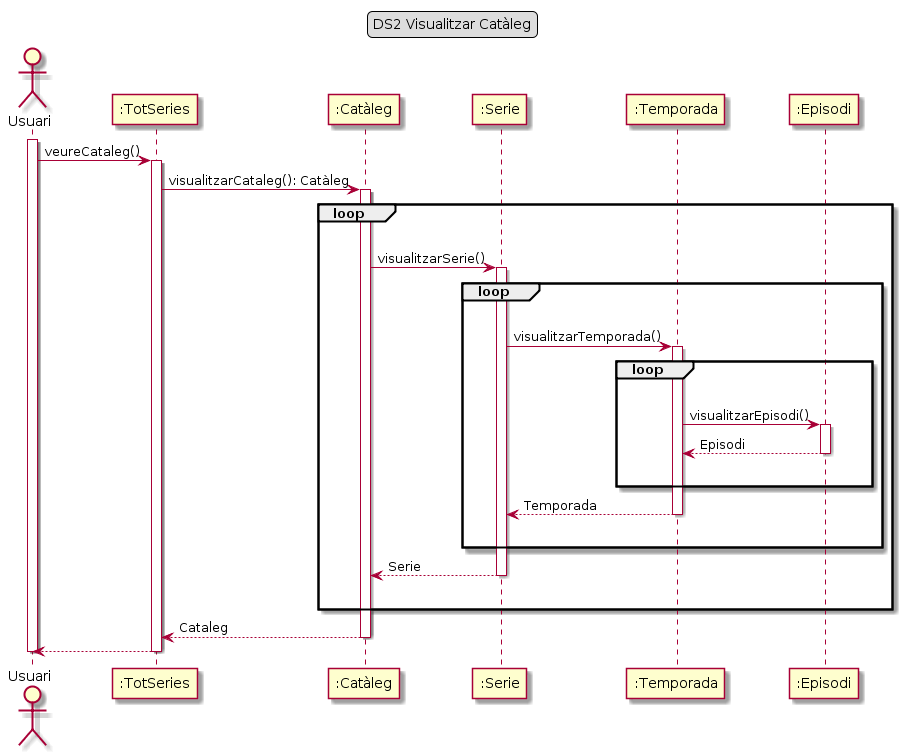 DS2 Visualitzar Catàleg
Usuari
:TotSeries
:Catàleg
:Serie
:Temporada
:Episodi
veureCataleg()
visualitzarCataleg(): Catàleg
loop
visualitzarSerie()
loop
visualitzarTemporada()
loop
visualitzarEpisodi()
Episodi
Temporada
Serie
Cataleg
Usuari
:TotSeries
:Catàleg
:Serie
:Temporada
:Episodi